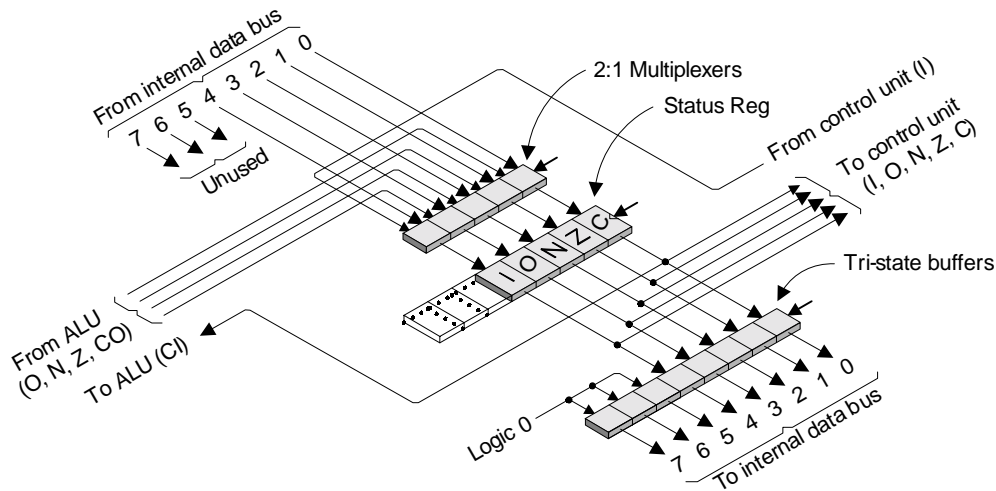 From internal data bus
7 6 5 4 3 2 1 0
Unused
2:1 Multiplexers
Status Reg
From control unit (I)
To control unit
(I, O, N, Z, C)
I O N Z C
Tri-state buffers
From ALU
(O, N, Z, CO)
To ALU (CI)
Logic 0
7 6 5 4 3 2 1 0
To internal data bus